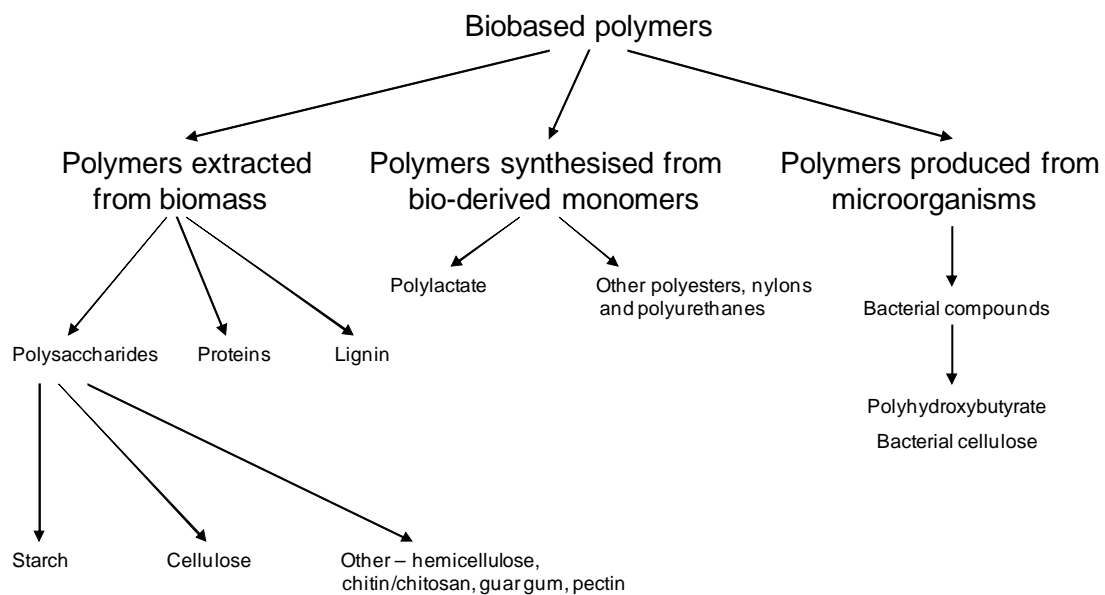 Biobased polymers
Polymers extracted
from biomass
Polymers synthesised from
bio-derived monomers
Polymers produced from
microorganisms
Polylactate
Other polyesters, nylons
and polyurethanes
Bacterial compounds
Polysaccharides
Proteins
Lignin
Polyhydroxybutyrate
Bacterial cellulose
Starch
Cellulose
Other – hemicellulose,
chitin/chitosan, guar gum, pectin